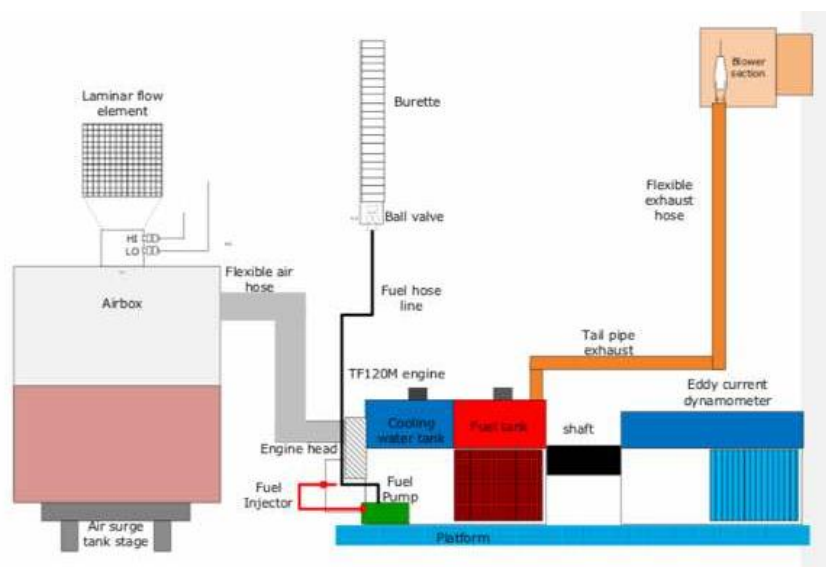 Laminar flow
element
Burette
Blower
section
Flexible
exhaust
hose
Ball valve
HI
LO
Flexible air
hose
Airbox
Fuel hose
line
Tail pipe
exhaust
TF120M engine
Eddy current
dynamometer
Cooling
water tank
Fuel tank
shaft
Engine head
Fuel
Injector
Fuel
Pump
Air surge
tank stage
Platform